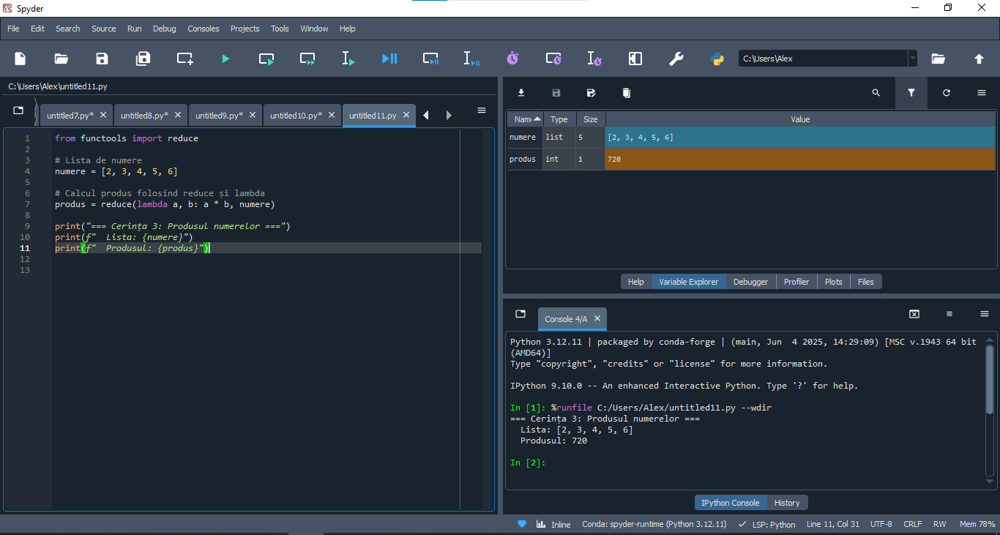 Spyder
File Edit Search Source Run Debug Consoles Projects Tools Window Help
C:\Users\Alex
C:\Users\Alex\untitled11.py
untitled7.py* untitled8.py* untitled9.py* untitled10.py* untitled11.py
1 from functools import reduce
2
3 # Lista de numere
4 numere = [2, 3, 4, 5, 6]
5
6 # Calcul produs folosind reduce și lambda
7 produs = reduce(lambda a, b: a * b, numere)
8
9 print("=== Cerința 3: Produsul numerelor ===")
10 print(f"  Lista: {numere}")
11 print(f"  Produsul: {produs}")
12
13
Nam Type Size Value
numere list 5 [2, 3, 4, 5, 6]
produs int 1 720
Help Variable Explorer Debugger Profiler Plots Files
Console 4/A
Python 3.12.11 | packaged by conda-forge | (main, Jun  4 2025, 14:29:09) [MSC v.1943 64 bit
(AMD64)]
Type "copyright", "credits" or "license" for more information.
IPython 9.10.0 -- An enhanced Interactive Python. Type '?' for help.
In [1]: %runfile C:/Users/Alex/untitled11.py --wdir
=== Cerința 3: Produsul numerelor ===
  Lista: [2, 3, 4, 5, 6]
  Produsul: 720
In [2]:
IPython Console History
Inline Conda: spyder-runtime (Python 3.12.11) LSP: Python Line 11, Col 31 UTF-8 CRLF RW Mem 78%